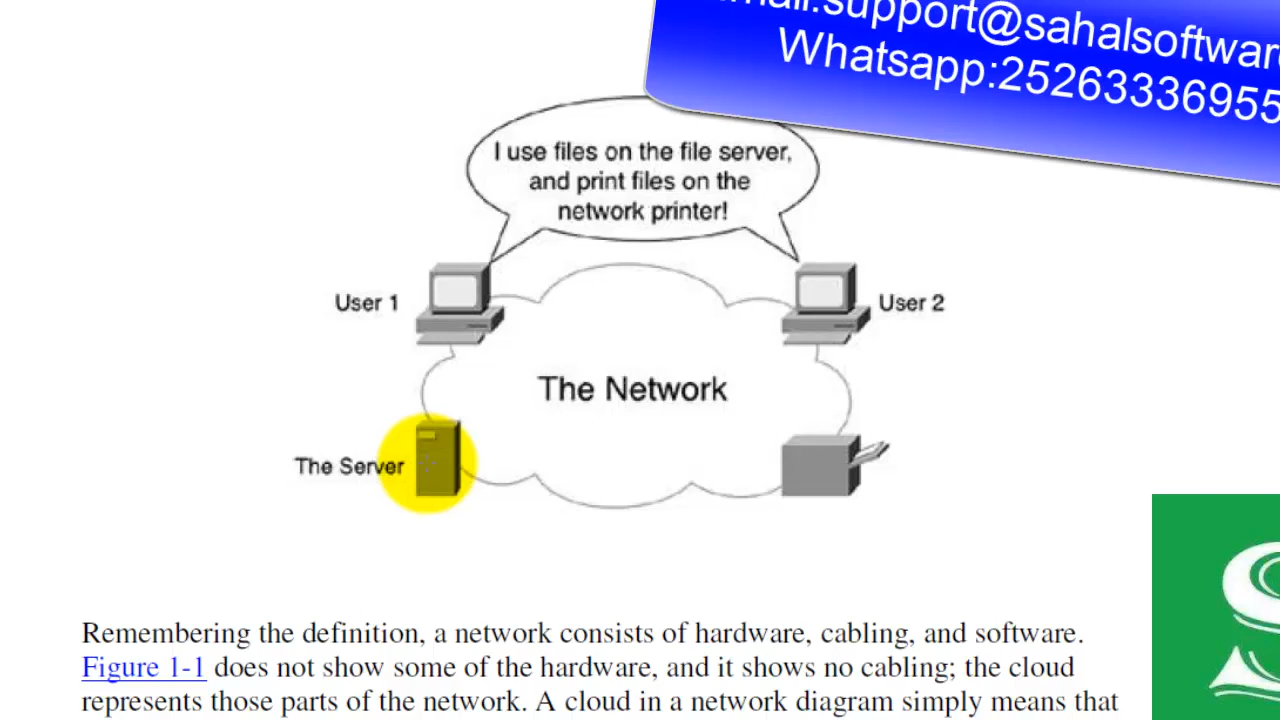 support@sahalsoftware
Whatsapp:25263336955
I use files on the file server,
and print files on the
network printer!
User 1
User 2
The Network
The Server
Remembering the definition, a network consists of hardware, cabling, and software.
Figure 1-1 does not show some of the hardware, and it shows no cabling; the cloud
represents those parts of the network. A cloud in a network diagram simply means that